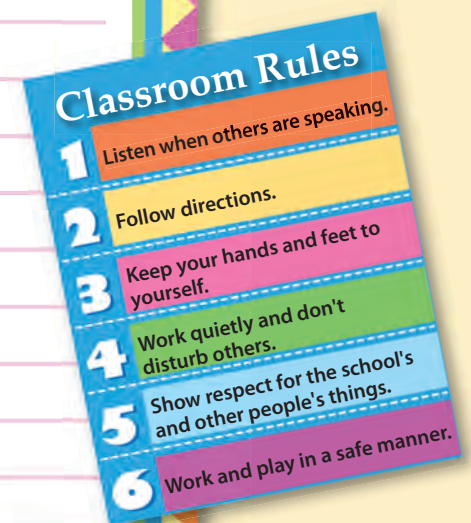 Classroom Rules
1 Listen when others are speaking.
2 Follow directions.
3 Keep your hands and feet to
yourself.
4 Work quietly and don't
disturb others.
5 Show respect for the school's
and other people's things.
6 Work and play in a safe manner.